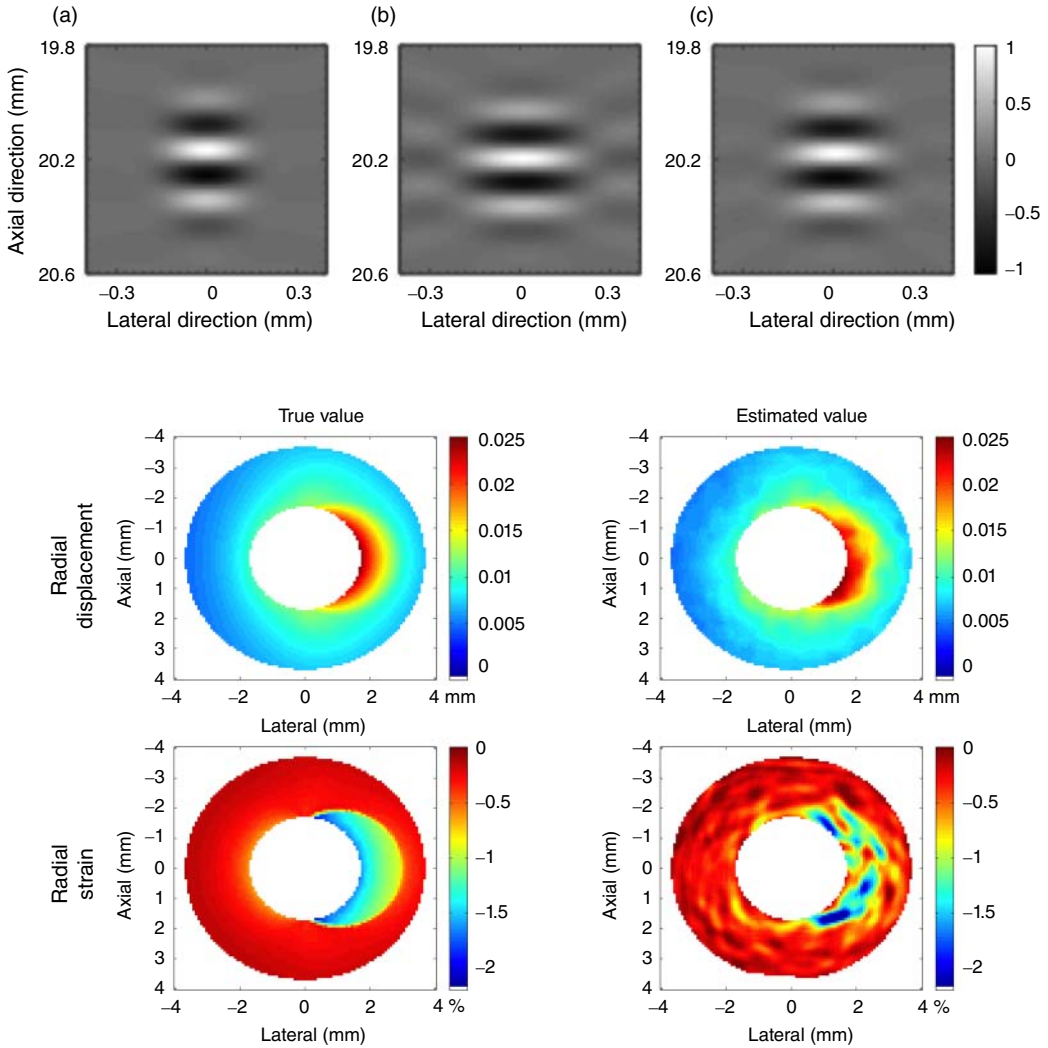 (a) (b) (c)
19.8 19.8 19.8 1
0.5
20.2 20.2 20.2 0
−0.5
20.6 20.6 20.6 −1
Axial direction (mm)
−0.3 0 0.3 −0.3 0 0.3 −0.3 0 0.3
Lateral direction (mm) Lateral direction (mm) Lateral direction (mm)
True value Estimated value
Radial
displacement
Axial (mm) Axial (mm)
−4 0.025 −4 0.025
−3 −3
−2 0.02 −2 0.02
−1 0.015 −1 0.015
0 0
1 0.01 1 0.01
2 0.005 2 0.005
3 3
4 0 4 0
−4 −2 0 2 4 mm −4 −2 0 2 4 mm
Lateral (mm) Lateral (mm)
Radial
strain
Axial (mm) Axial (mm)
−4 0 −4 0
−3 −3
−2 −0.5 −2 −0.5
−1 −1
0 −1 0 −1
1 −1.5 1 −1.5
2 2
3 −2 3 −2
4 4
−4 −2 0 2 4 % −4 −2 0 2 4 %
Lateral (mm) Lateral (mm)